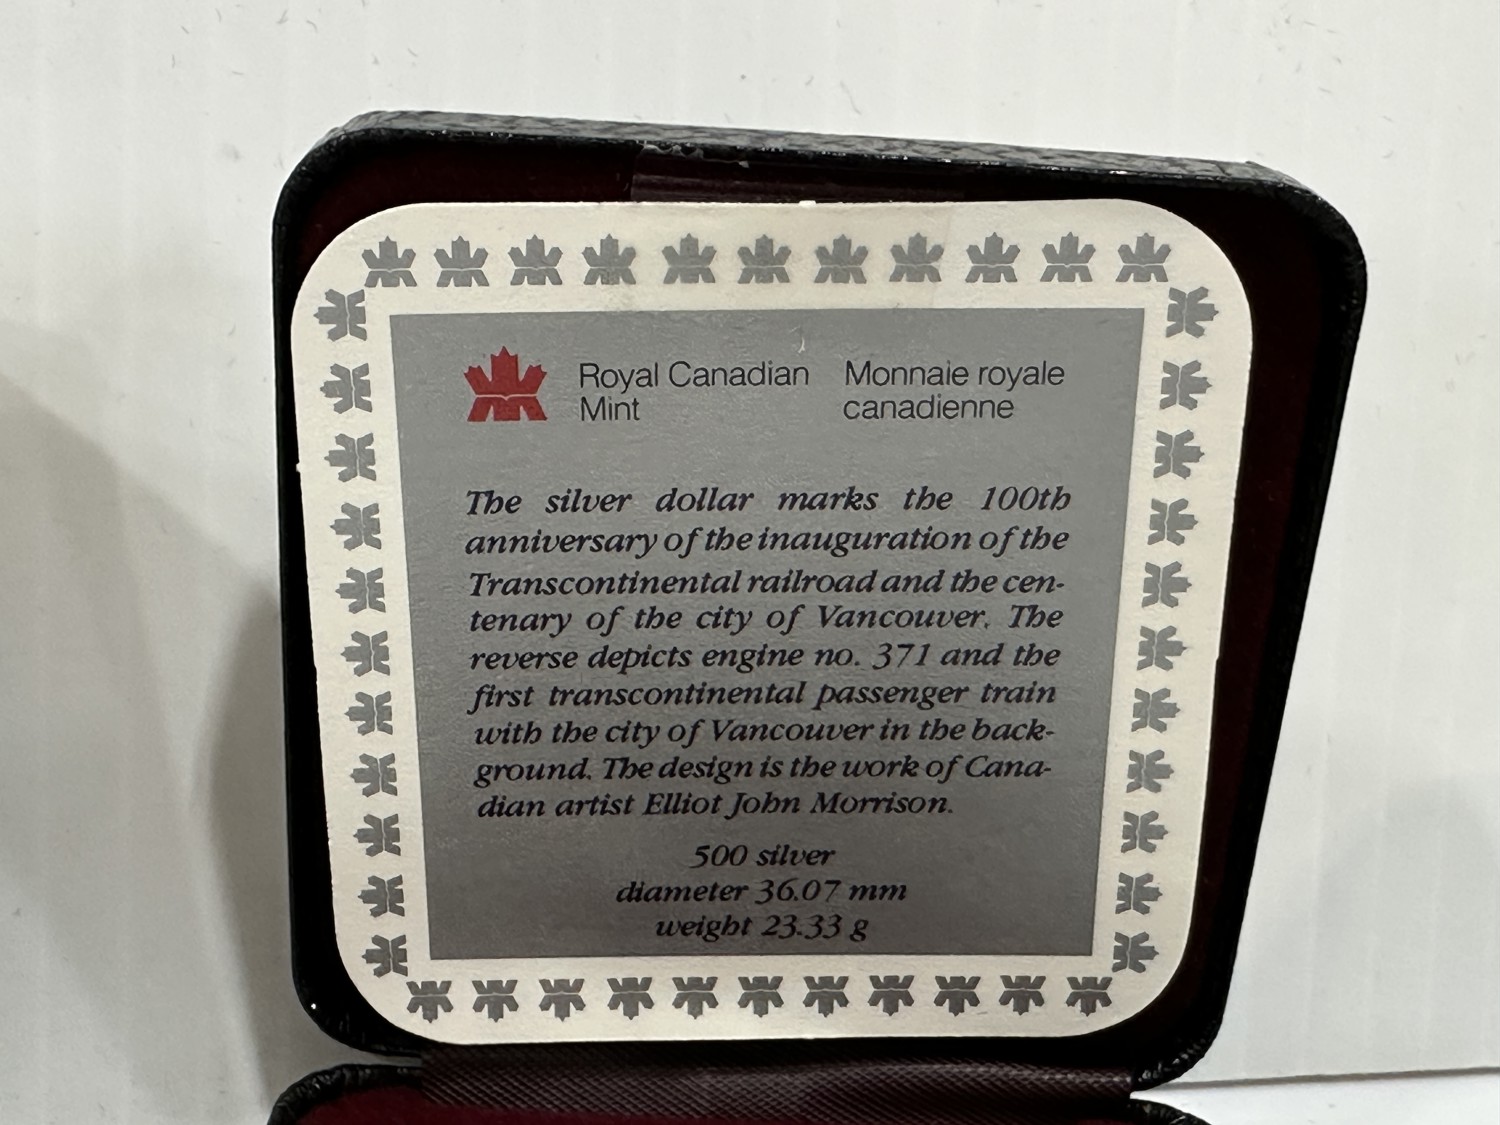 Royal Canadian Mint
Monnaie royale canadienne
The silver dollar marks the 100th
anniversary of the inauguration of the
Transcontinental railroad and the cen-
tenary of the city of Vancouver. The
reverse depicts engine no. 371 and the
first transcontinental passenger train
with the city of Vancouver in the back-
ground. The design is the work of Cana-
dian artist Elliot John Morrison.
500 silver
diameter 36.07 mm
weight 23.33 g